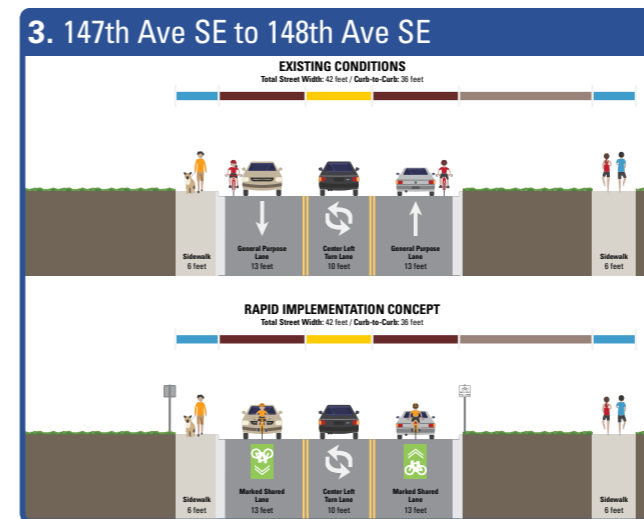 3. 147th Ave SE to 148th Ave SE
EXISTING CONDITIONS
Total Street Width: 42 feet / Curb-to-Curb: 36 feet
Sidewalk
6 feet
General Purpose
Lane
13 feet
Center Left
Turn Lane
10 feet
General Purpose
Lane
13 feet
Sidewalk
6 feet
RAPID IMPLEMENTATION CONCEPT
Total Street Width: 42 feet / Curb-to-Curb: 36 feet
Sidewalk
6 feet
Marked Shared
Lane
13 feet
Center Left
Turn Lane
10 feet
Marked Shared
Lane
13 feet
Sidewalk
6 feet